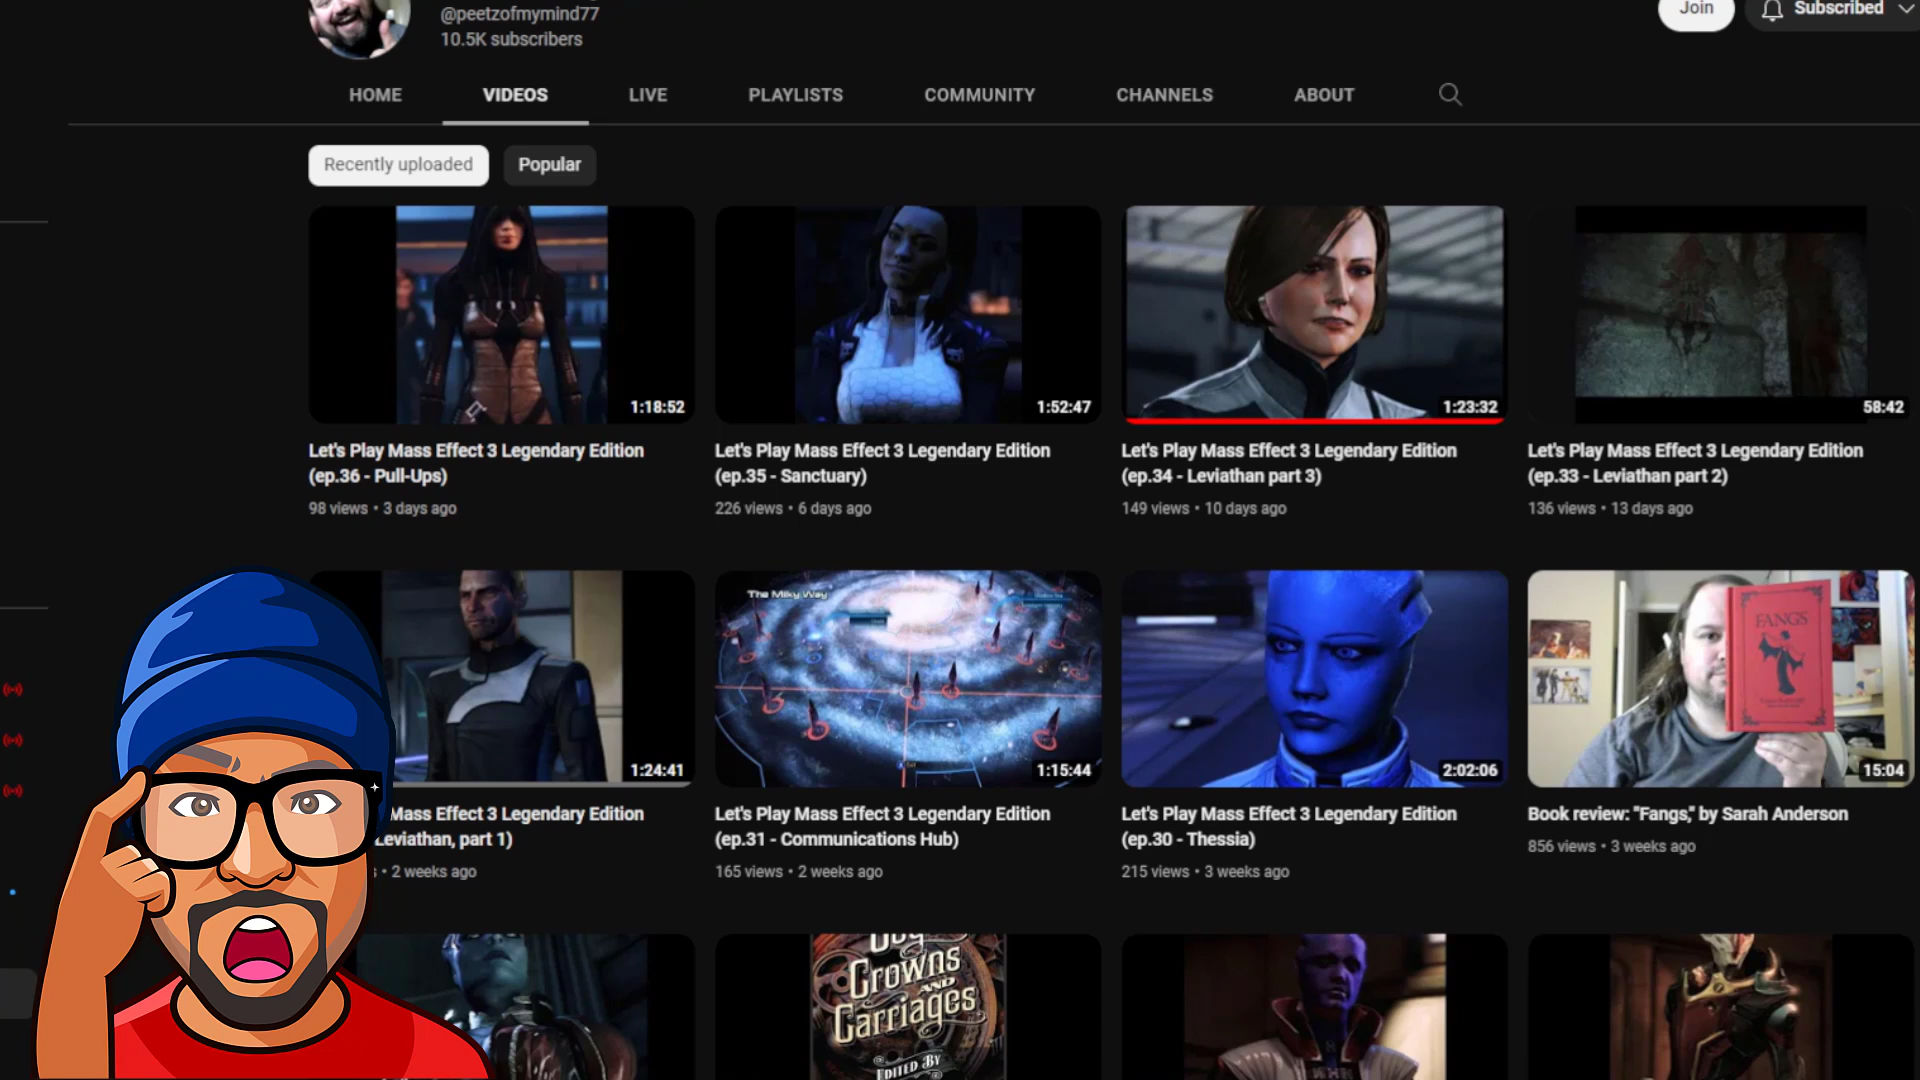 @peetzofmymind77
10.5K subscribers
Join
Subscribed
HOME
VIDEOS
LIVE
PLAYLISTS
COMMUNITY
CHANNELS
ABOUT
Recently uploaded
Popular
1:18:52
1:52:47
1:23:32
58:42
Let's Play Mass Effect 3 Legendary Edition
(ep.36 - Pull-Ups)
98 views • 3 days ago
Let's Play Mass Effect 3 Legendary Edition
(ep.35 - Sanctuary)
226 views • 6 days ago
Let's Play Mass Effect 3 Legendary Edition
(ep.34 - Leviathan part 3)
149 views • 10 days ago
Let's Play Mass Effect 3 Legendary Edition
(ep.33 - Leviathan part 2)
136 views • 13 days ago
The Milky Way
FANGS
1:24:41
1:15:44
2:02:06
15:04
Mass Effect 3 Legendary Edition
Leviathan, part 1)
• 2 weeks ago
Let's Play Mass Effect 3 Legendary Edition
(ep.31 - Communications Hub)
165 views • 2 weeks ago
Let's Play Mass Effect 3 Legendary Edition
(ep.30 - Thessia)
215 views • 3 weeks ago
Book review: "Fangs," by Sarah Anderson
856 views • 3 weeks ago
Crowns
AND
Carriages
EDITED BY